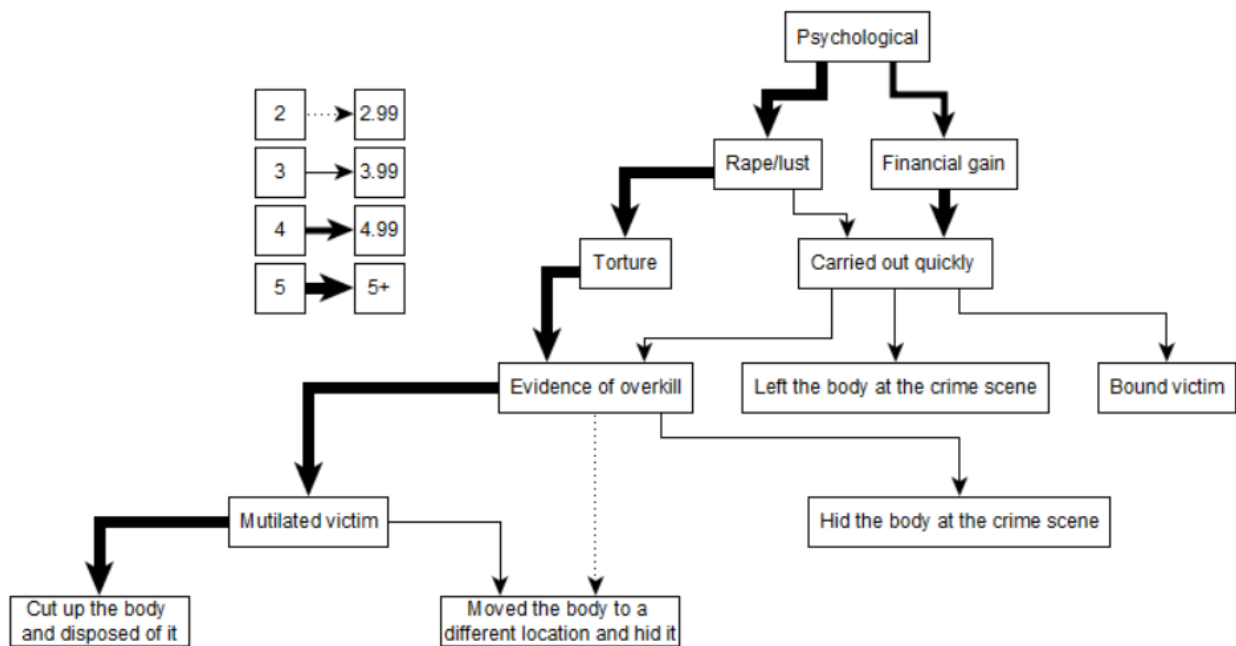 Psychological
2
2.99
3
3.99
Rape/lust
Financial gain
4
4.99
Torture
Carried out quickly
5
5+
Evidence of overkill
Left the body at the crime scene
Bound victim
Mutilated victim
Hid the body at the crime scene
Cut up the body
and disposed of it
Moved the body to a
different location and hid it